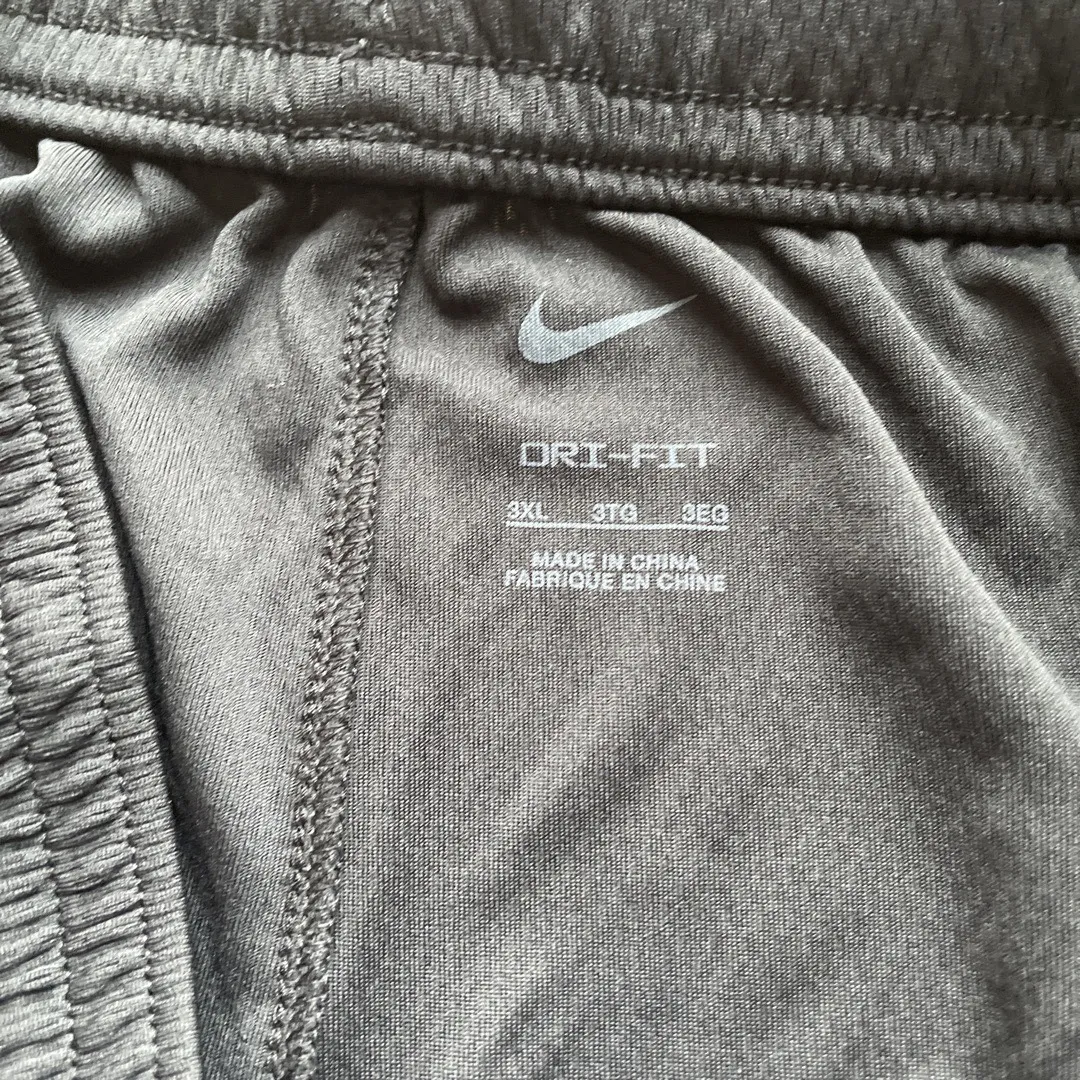 DRI-FIT
3XL 3TG 3EG
MADE IN CHINA
FABRIQUE EN CHINE